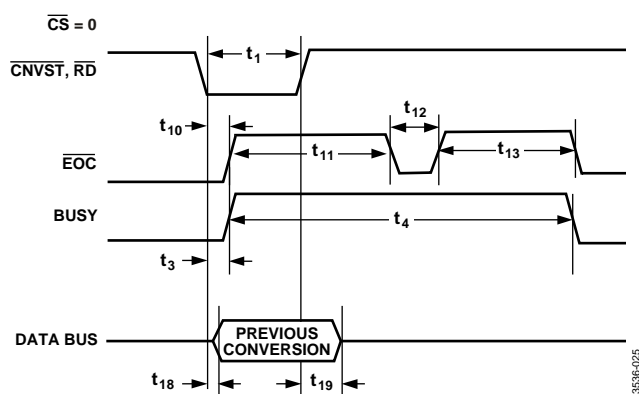 CS = 0
CNVST, RD
t1
t10
t12
EOC
t11
t13
BUSY
t4
t3
DATA BUS
PREVIOUS
CONVERSION
t18
t19
3536-025